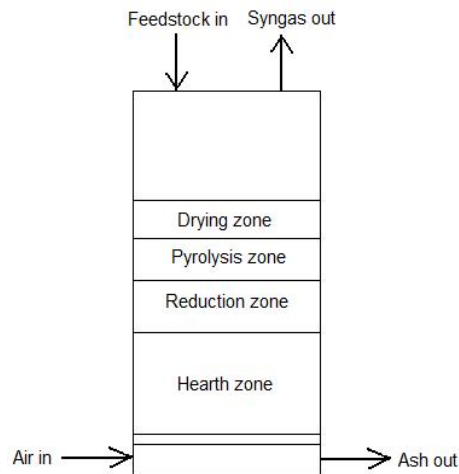 Feedstock in
Syngas out
Drying zone
Pyrolysis zone
Reduction zone
Hearth zone
Air in
Ash out